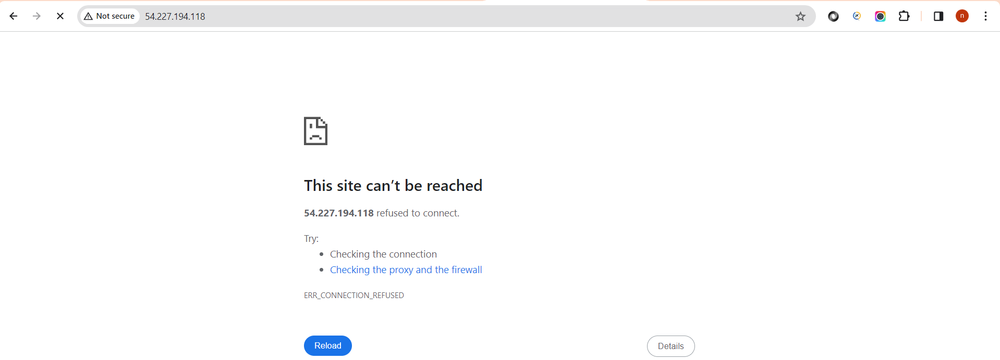 Not secure 54.227.194.118
n
This site can’t be reached
54.227.194.118 refused to connect.
Try:
Checking the connection
Checking the proxy and the firewall
ERR_CONNECTION_REFUSED
Reload
Details